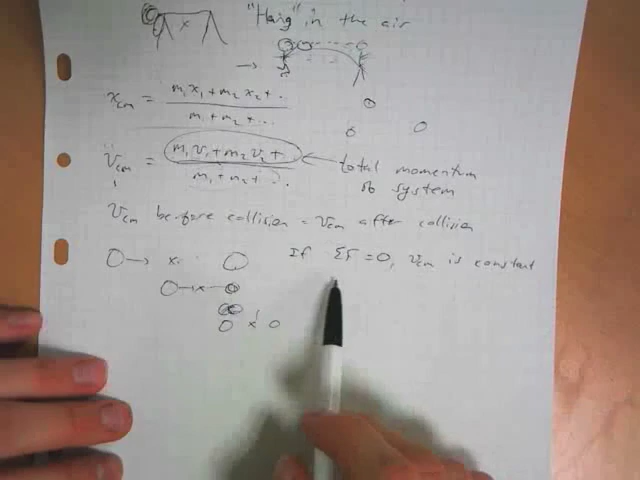 "Hang" in the air
x
x_cm = m₁x₁ + m₂x₂ + ..
m₁ + m₂ + ...
v_cm = m₁v₁ + m₂v₂ + ← total momentum
m₁ + m₂ + .. of system
v_cm before collision = v_cm after collision
→ x If ΣF = 0, v_cm is constant
x
x